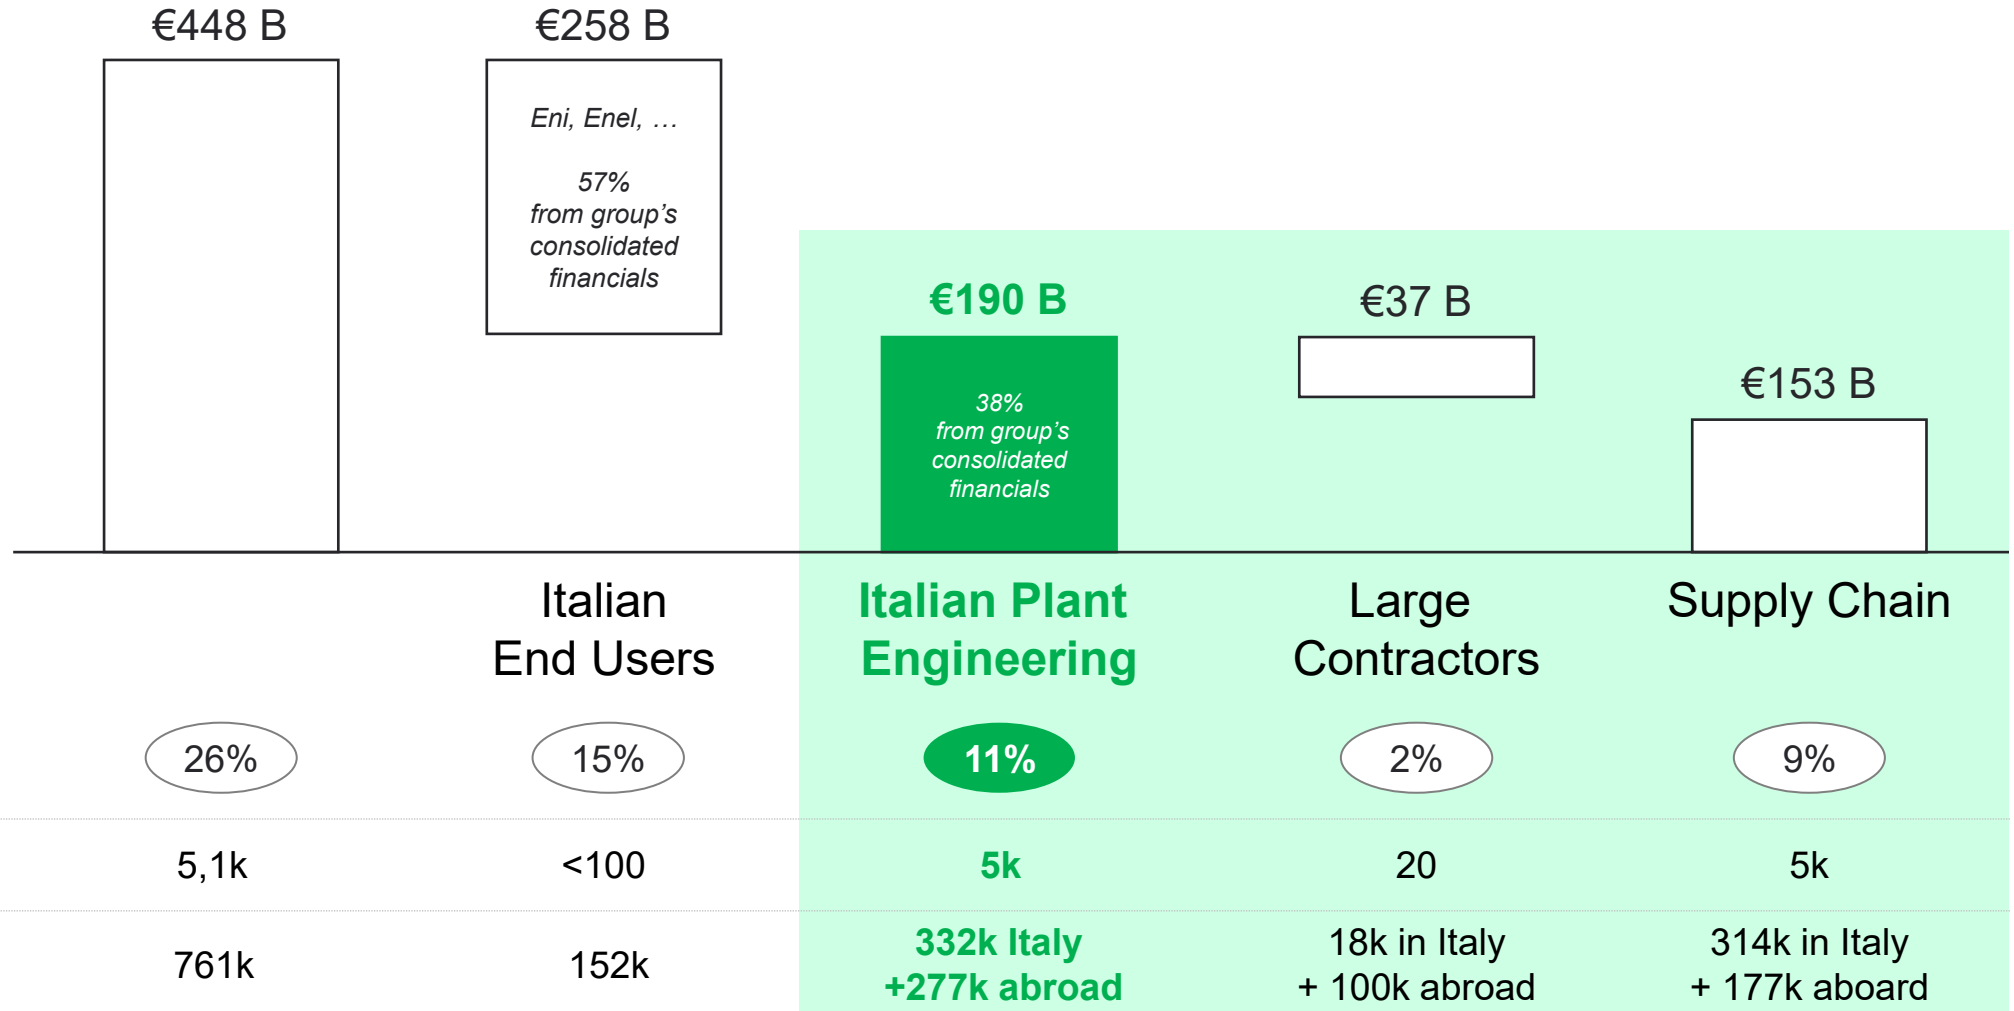 €448 B
€258 B
Eni, Enel, …
57%
from group’s
consolidated
financials
€190 B
38%
from group’s
consolidated
financials
€37 B
€153 B
Italian
End Users
Italian Plant
Engineering
Large
Contractors
Supply Chain
26%
15%
11%
2%
9%
5,1k
<100
5k
20
5k
761k
152k
332k Italy
+277k abroad
18k in Italy
+ 100k abroad
314k in Italy
+ 177k aboard